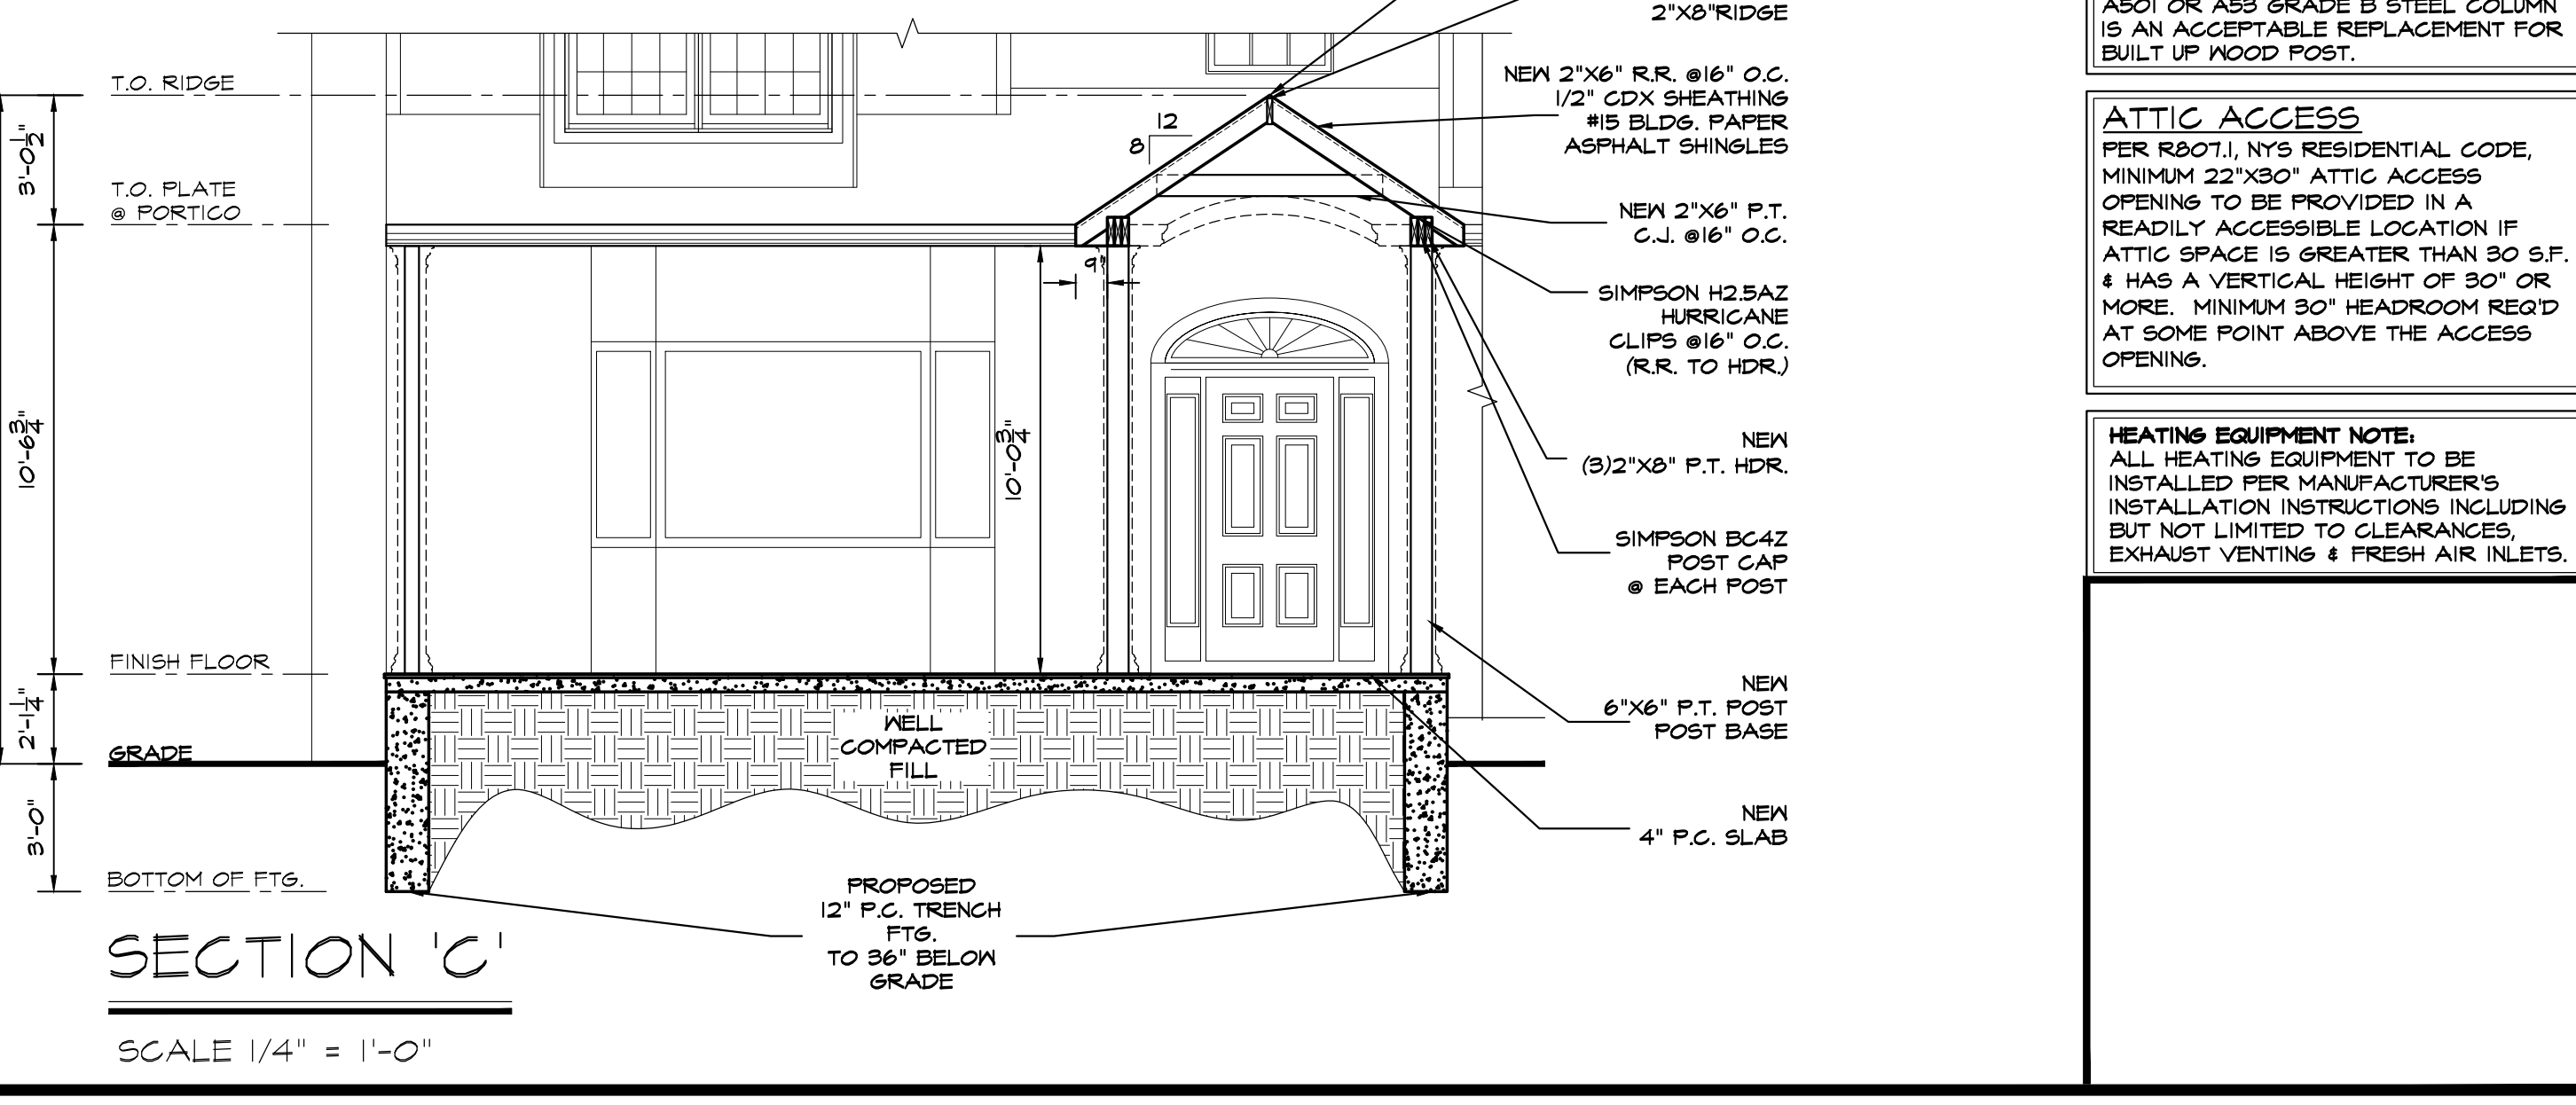 2"X8"RIDGE
NEW 2"X6" R.R. @16" O.C.
1/2" CDX SHEATHING
#15 BLDG. PAPER
ASPHALT SHINGLES
NEW 2"X6" P.T.
C.J. @16" O.C.
SIMPSON H2.5AZ
HURRICANE
CLIPS @16" O.C.
(R.R. TO HDR.)
NEW
(3)2"X8" P.T. HDR.
SIMPSON BC4Z
POST CAP
@ EACH POST
NEW
6"X6" P.T. POST
POST BASE
NEW
4" P.C. SLAB
T.O. RIDGE
3'-0 1/2"
T.O. PLATE
@ PORTICO
10'-6 3/4"
FINISH FLOOR
2'-1 1/4"
GRADE
3'-0"
BOTTOM OF FTG.
12
8
9"
10'-0 3/4"
WELL
COMPACTED
FILL
PROPOSED
12" P.C. TRENCH
FTG.
TO 36" BELOW
GRADE
SECTION 'C'
SCALE 1/4" = 1'-0"
A501 OR A53 GRADE B STEEL COLUMN
IS AN ACCEPTABLE REPLACEMENT FOR
BUILT UP WOOD POST.
ATTIC ACCESS
PER R807.1, NYS RESIDENTIAL CODE,
MINIMUM 22"X30" ATTIC ACCESS
OPENING TO BE PROVIDED IN A
READILY ACCESSIBLE LOCATION IF
ATTIC SPACE IS GREATER THAN 30 S.F.
& HAS A VERTICAL HEIGHT OF 30" OR
MORE. MINIMUM 30" HEADROOM REQ'D
AT SOME POINT ABOVE THE ACCESS
OPENING.
HEATING EQUIPMENT NOTE:
ALL HEATING EQUIPMENT TO BE
INSTALLED PER MANUFACTURER'S
INSTALLATION INSTRUCTIONS INCLUDING
BUT NOT LIMITED TO CLEARANCES,
EXHAUST VENTING & FRESH AIR INLETS.